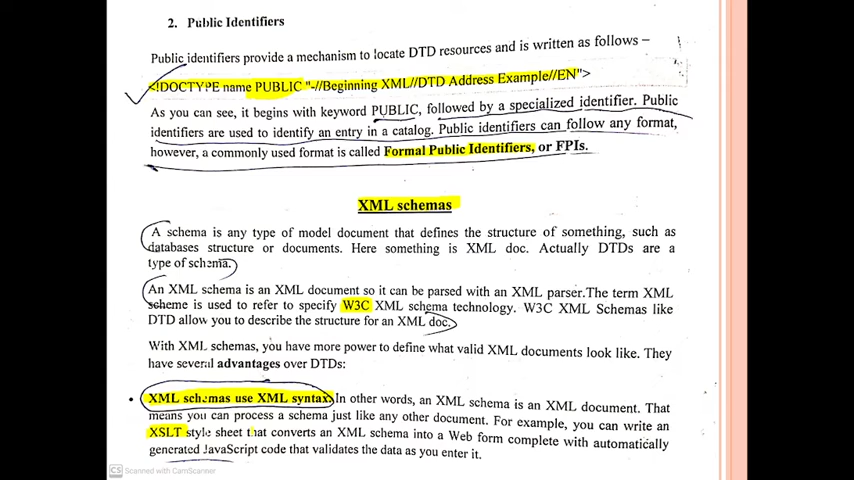 2. Public Identifiers
Public identifiers provide a mechanism to locate DTD resources and is written as follows –
<!DOCTYPE name PUBLIC "-//Beginning XML//DTD Address Example//EN">
As you can see, it begins with keyword PUBLIC, followed by a specialized identifier. Public
identifiers are used to identify an entry in a catalog. Public identifiers can follow any format,
however, a commonly used format is called Formal Public Identifiers, or FPIs.
XML schemas
A schema is any type of model document that defines the structure of something, such as
databases structure or documents. Here something is XML doc. Actually DTDs are a
type of schema.
An XML schema is an XML document so it can be parsed with an XML parser.The term XML
scheme is used to refer to specify W3C XML schema technology. W3C XML Schemas like
DTD allow you to describe the structure for an XML doc.
With XML schemas, you have more power to define what valid XML documents look like. They
have several advantages over DTDs:
• XML schemas use XML syntax. In other words, an XML schema is an XML document. That
means you can process a schema just like any other document. For example, you can write an
XSLT style sheet that converts an XML schema into a Web form complete with automatically
generated JavaScript code that validates the data as you enter it.
CS Scanned with CamScanner